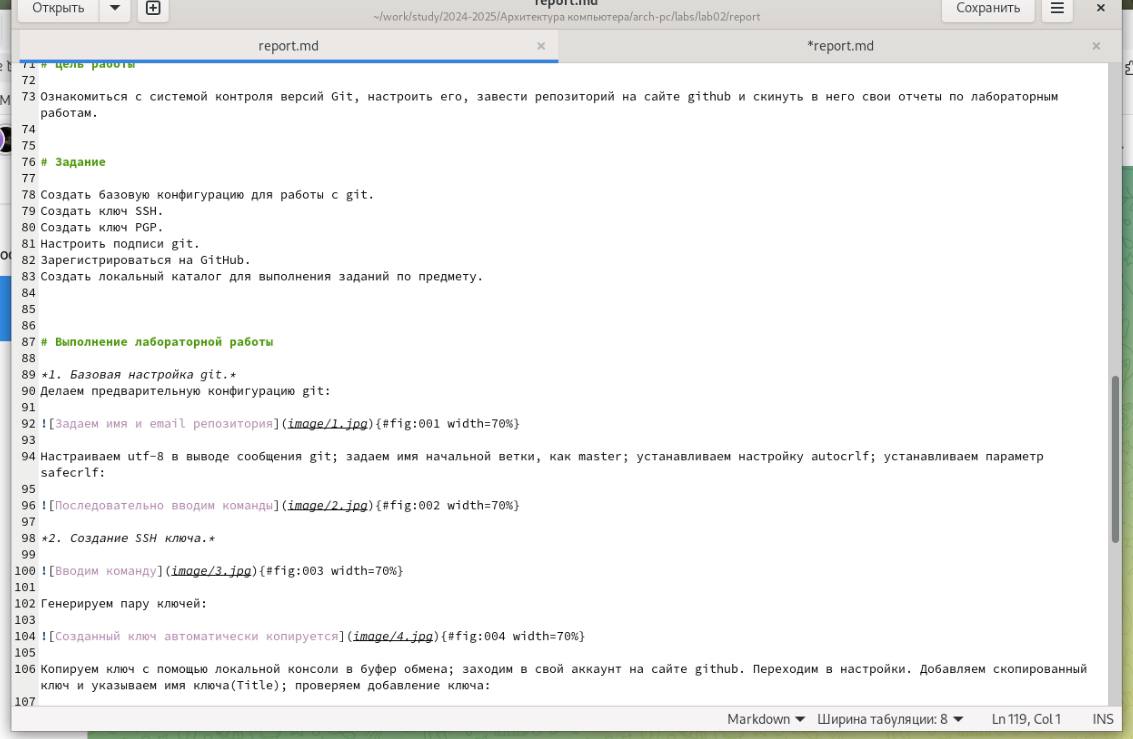 Открыть
report.md
~/work/study/2024-2025/Архитектура компьютера/arch-pc/labs/lab02/report
Сохранить
report.md
*report.md
71 # Цель работы
72
73 Ознакомиться с системой контроля версий Git, настроить его, завести репозиторий на сайте github и скинуть в него свои отчеты по лабораторным
работам.
74
75
76 # Задание
77
78 Создать базовую конфигурацию для работы с git.
79 Создать ключ SSH.
80 Создать ключ PGP.
81 Настроить подписи git.
82 Зарегистрироваться на GitHub.
83 Создать локальный каталог для выполнения заданий по предмету.
84
85
86
87 # Выполнение лабораторной работы
88
89 *1. Базовая настройка git.*
90 Делаем предварительную конфигурацию git:
91
92 ![Задаем имя и email репозитория](image/1.jpg){#fig:001 width=70%}
93
94 Настраиваем utf-8 в выводе сообщения git; задаем имя начальной ветки, как master; устанавливаем настройку autocrlf; устанавливаем параметр
safecrlf:
95
96 ![Последовательно вводим команды](image/2.jpg){#fig:002 width=70%}
97
98 *2. Создание SSH ключа.*
99
100 ![Вводим команду](image/3.jpg){#fig:003 width=70%}
101
102 Генерируем пару ключей:
103
104 ![Созданный ключ автоматически копируется](image/4.jpg){#fig:004 width=70%}
105
106 Копируем ключ с помощью локальной консоли в буфер обмена; заходим в свой аккаунт на сайте github. Переходим в настройки. Добавляем скопированный
ключ и указываем имя ключа(Title); проверяем добавление ключа:
107
Markdown
Ширина табуляции: 8
Ln 119, Col 1
INS